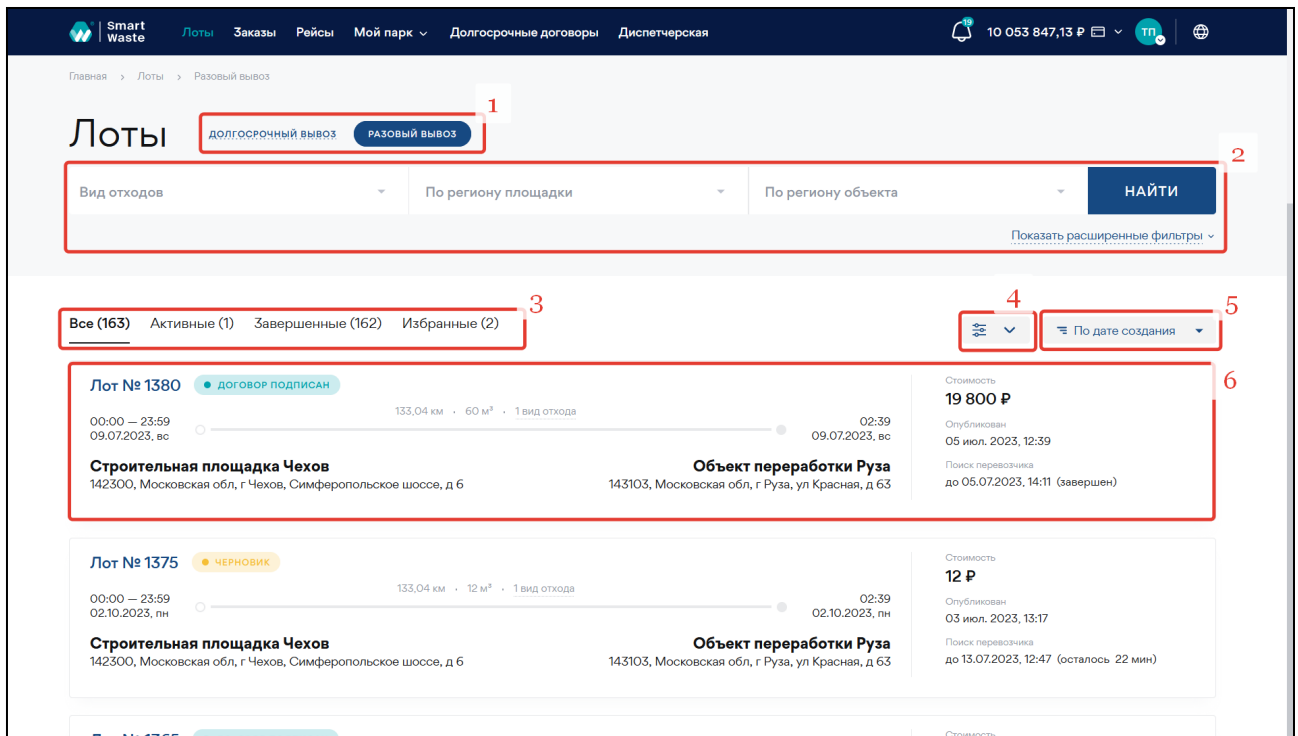 Smart Waste Лоты Заказы Рейсы Мой парк Долгосрочные договоры Диспетчерская 19 10 053 847,13 ₽ ТП
Главная › Лоты › Разовый вывоз
1
Лоты ДОЛГОСРОЧНЫЙ ВЫВОЗ РАЗОВЫЙ ВЫВОЗ
2
Вид отходов По региону площадки По региону объекта НАЙТИ
Показать расширенные фильтры
3 4 5
Все (163) Активные (1) Завершенные (162) Избранные (2) По дате создания
6
Лот № 1380 ДОГОВОР ПОДПИСАН
133,04 км · 60 м³ · 1 вид отхода
00:00 — 23:59 02:39
09.07.2023, вс 09.07.2023, вс
Строительная площадка Чехов Объект переработки Руза
142300, Московская обл, г Чехов, Симферопольское шоссе, д 6 143103, Московская обл, г Руза, ул Красная, д 63
Стоимость
19 800 ₽
Опубликован
05 июл. 2023, 12:39
Поиск перевозчика
до 05.07.2023, 14:11 (завершен)
Лот № 1375 ЧЕРНОВИК
133,04 км · 12 м³ · 1 вид отхода
00:00 — 23:59 02:39
02.10.2023, пн 02.10.2023, пн
Строительная площадка Чехов Объект переработки Руза
142300, Московская обл, г Чехов, Симферопольское шоссе, д 6 143103, Московская обл, г Руза, ул Красная, д 63
Стоимость
12 ₽
Опубликован
03 июл. 2023, 13:17
Поиск перевозчика
до 13.07.2023, 12:47 (осталось 22 мин)
Лот № 1365
Стоимость